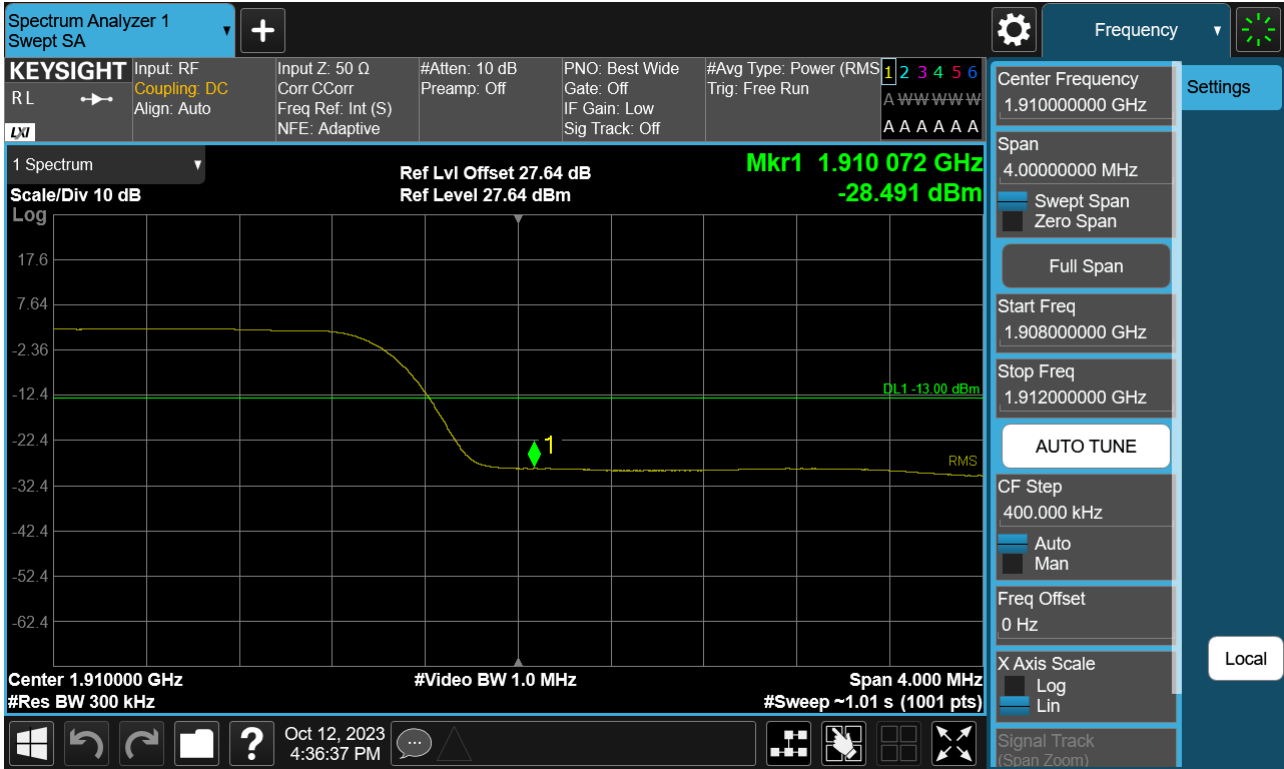 Spectrum Analyzer 1
Swept SA
Frequency
KEYSIGHT
R L
LXI
Input: RF
Coupling: DC
Align: Auto
Input Z: 50 Ω
Corr CCorr
Freq Ref: Int (S)
NFE: Adaptive
#Atten: 10 dB
Preamp: Off
PNO: Best Wide
Gate: Off
IF Gain: Low
Sig Track: Off
#Avg Type: Power (RMS
Trig: Free Run
1 2 3 4 5 6
A W W W W W
A A A A A A
1 Spectrum
Scale/Div 10 dB
Ref Lvl Offset 27.64 dB
Ref Level 27.64 dBm
Mkr1 1.910 072 GHz
-28.491 dBm
Log
17.6
7.64
-2.36
-12.4
-22.4
-32.4
-42.4
-52.4
-62.4
DL1 -13.00 dBm
1
RMS
Center 1.910000 GHz
#Video BW 1.0 MHz
Span 4.000 MHz
#Res BW 300 kHz
#Sweep ~1.01 s (1001 pts)
Center Frequency
1.910000000 GHz
Settings
Span
4.00000000 MHz
Swept Span
Zero Span
Full Span
Start Freq
1.908000000 GHz
Stop Freq
1.912000000 GHz
AUTO TUNE
CF Step
400.000 kHz
Auto
Man
Freq Offset
0 Hz
X Axis Scale
Log
Lin
Local
Signal Track
(Span Zoom)
?
Oct 12, 2023
4:36:37 PM